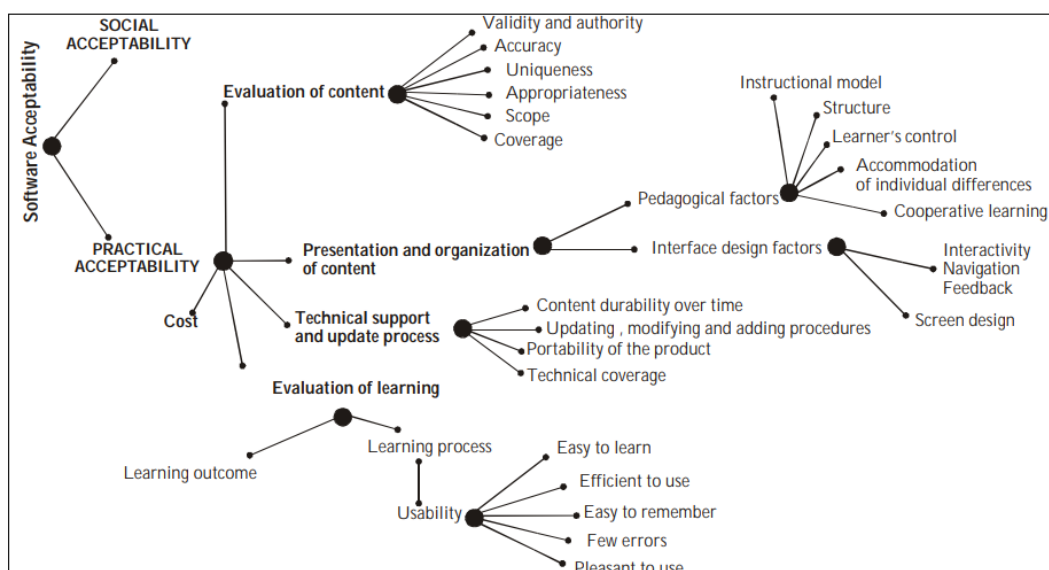 Software Acceptability
SOCIAL
ACCEPTABILITY
PRACTICAL
ACCEPTABILITY
Cost
Evaluation of content
Validity and authority
Accuracy
Uniqueness
Appropriateness
Scope
Coverage
Presentation and organization
of content
Pedagogical factors
Instructional model
Structure
Learner's control
Accommodation
of individual differences
Cooperative learning
Interface design factors
Interactivity
Navigation
Feedback
Screen design
Technical support
and update process
Content durability over time
Updating , modifying and adding procedures
Portability of the product
Technical coverage
Evaluation of learning
Learning outcome
Learning process
Usability
Easy to learn
Efficient to use
Easy to remember
Few errors
Pleasant to use